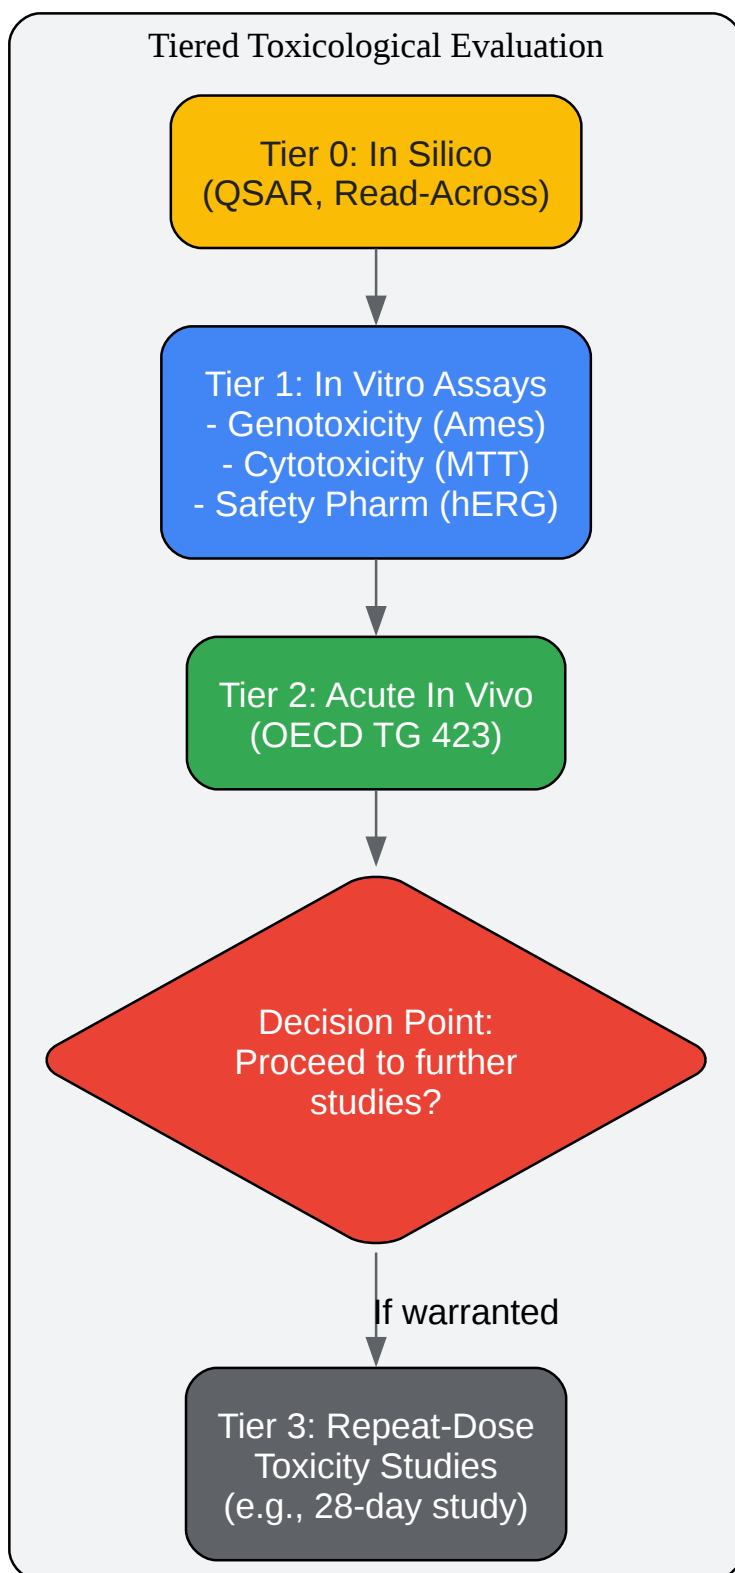 Tiered Toxicological Evaluation
Tier 0: In Silico
(QSAR, Read-Across)
Tier 1: In Vitro Assays
- Genotoxicity (Ames)
- Cytotoxicity (MTT)
- Safety Pharm (hERG)
Tier 2: Acute In Vivo
(OECD TG 423)
Decision Point:
Proceed to further
studies?
If warranted
Tier 3: Repeat-Dose
Toxicity Studies
(e.g., 28-day study)